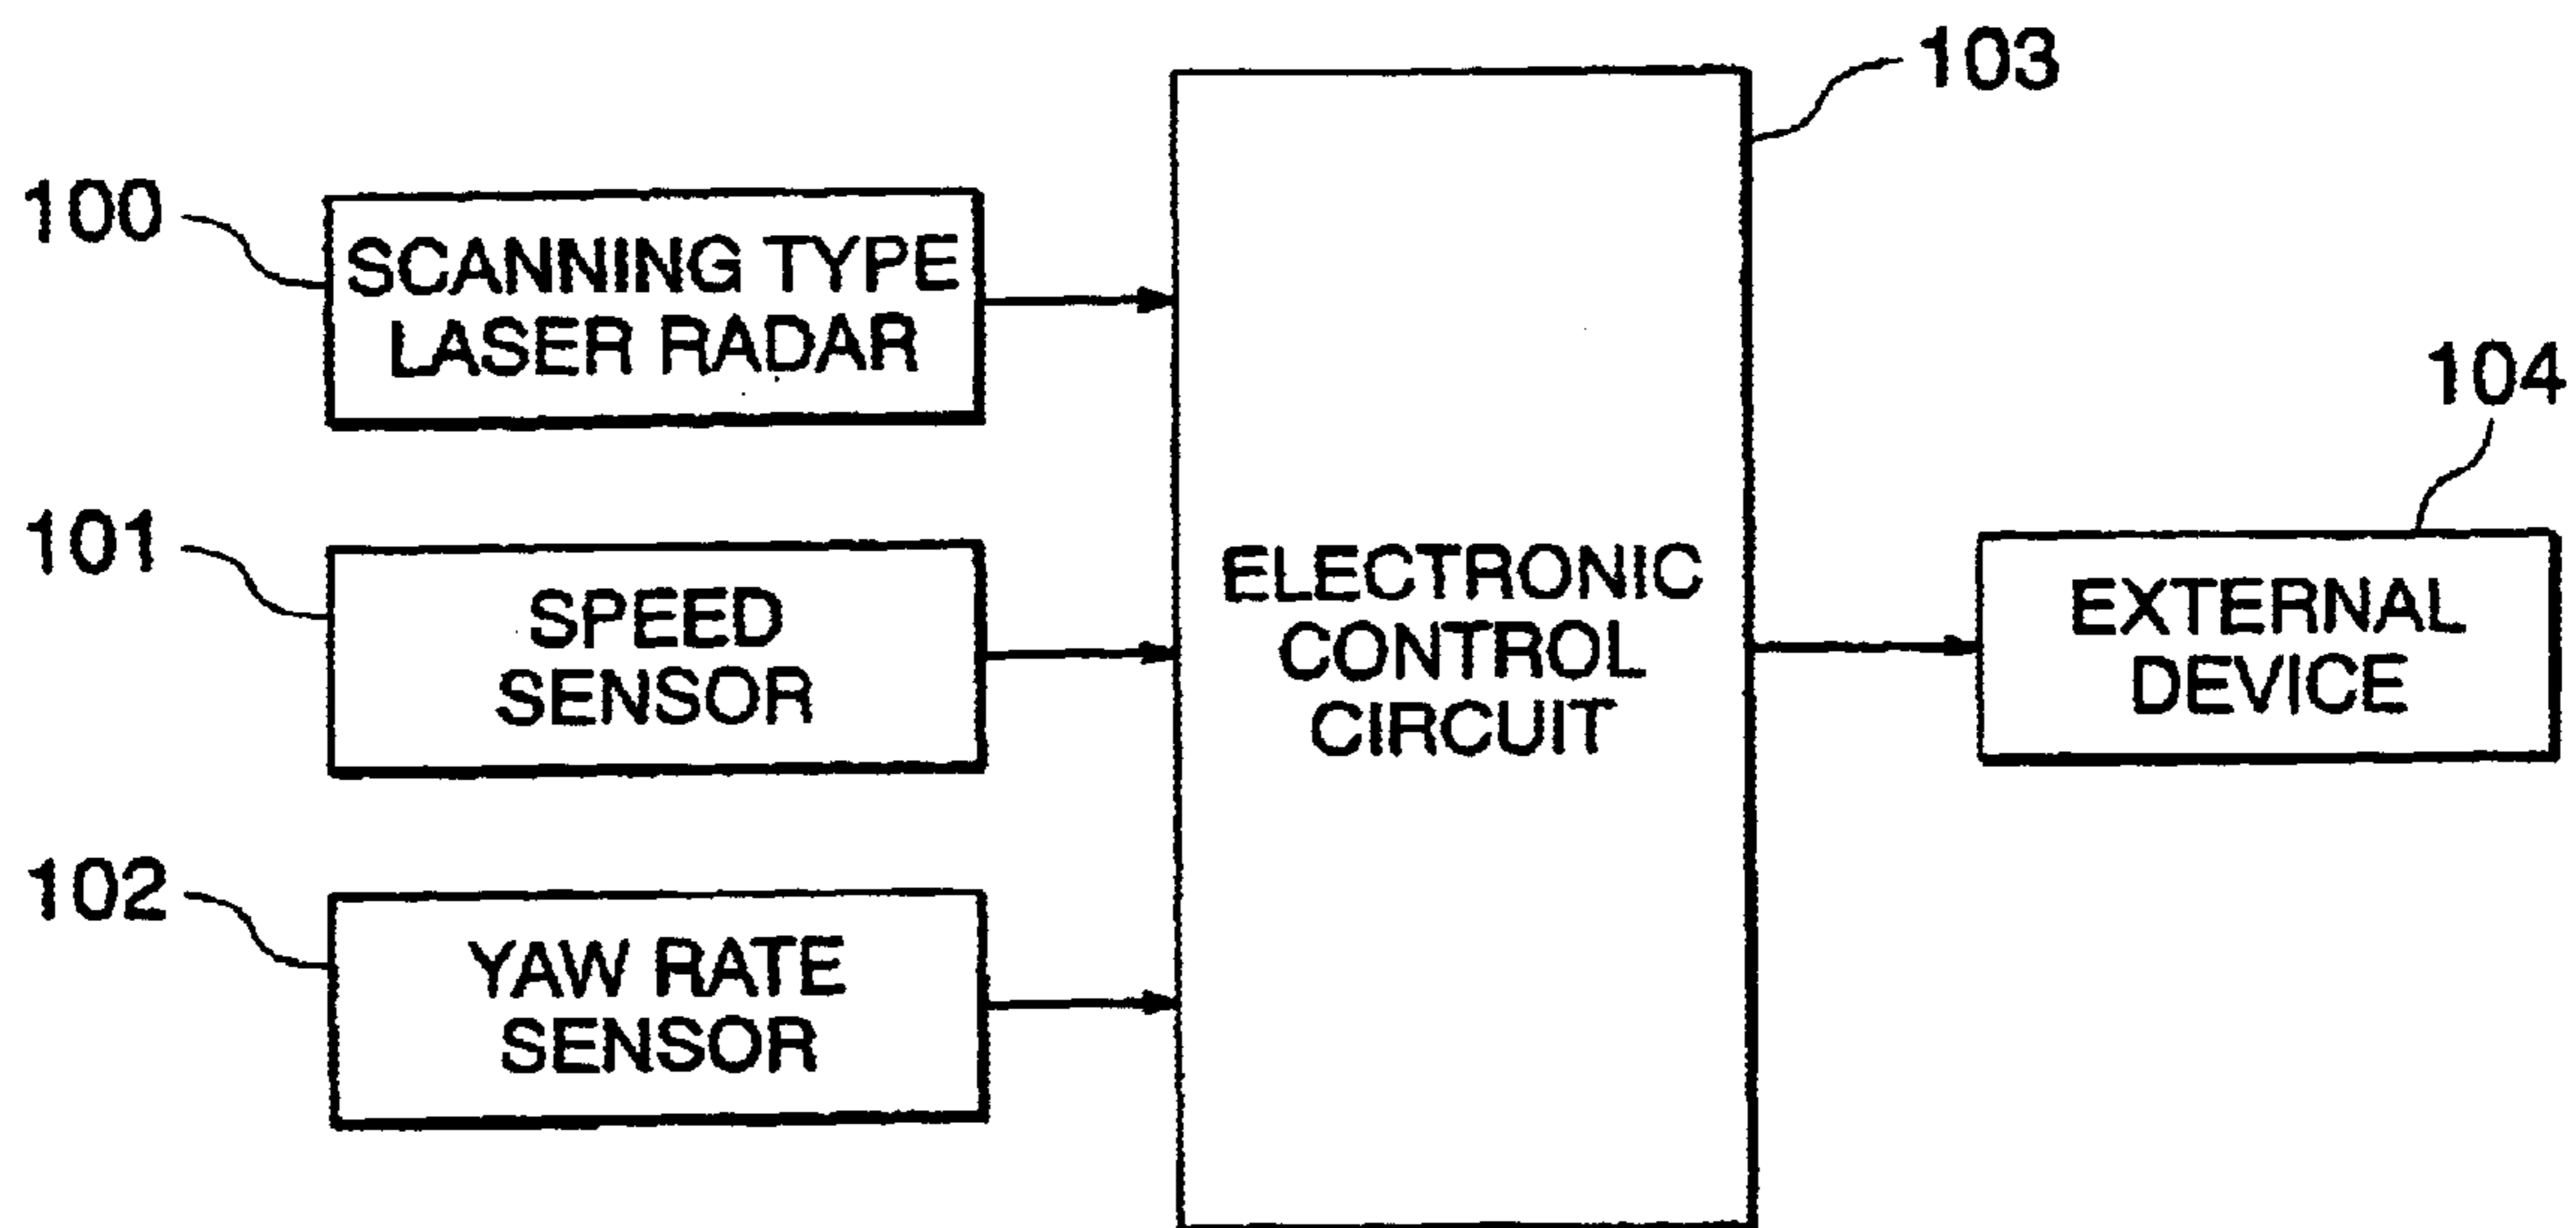 103
100
SCANNING TYPE
LASER RADAR
104
101
SPEED
SENSOR
ELECTRONIC
CONTROL
CIRCUIT
EXTERNAL
DEVICE
102
YAW RATE
SENSOR